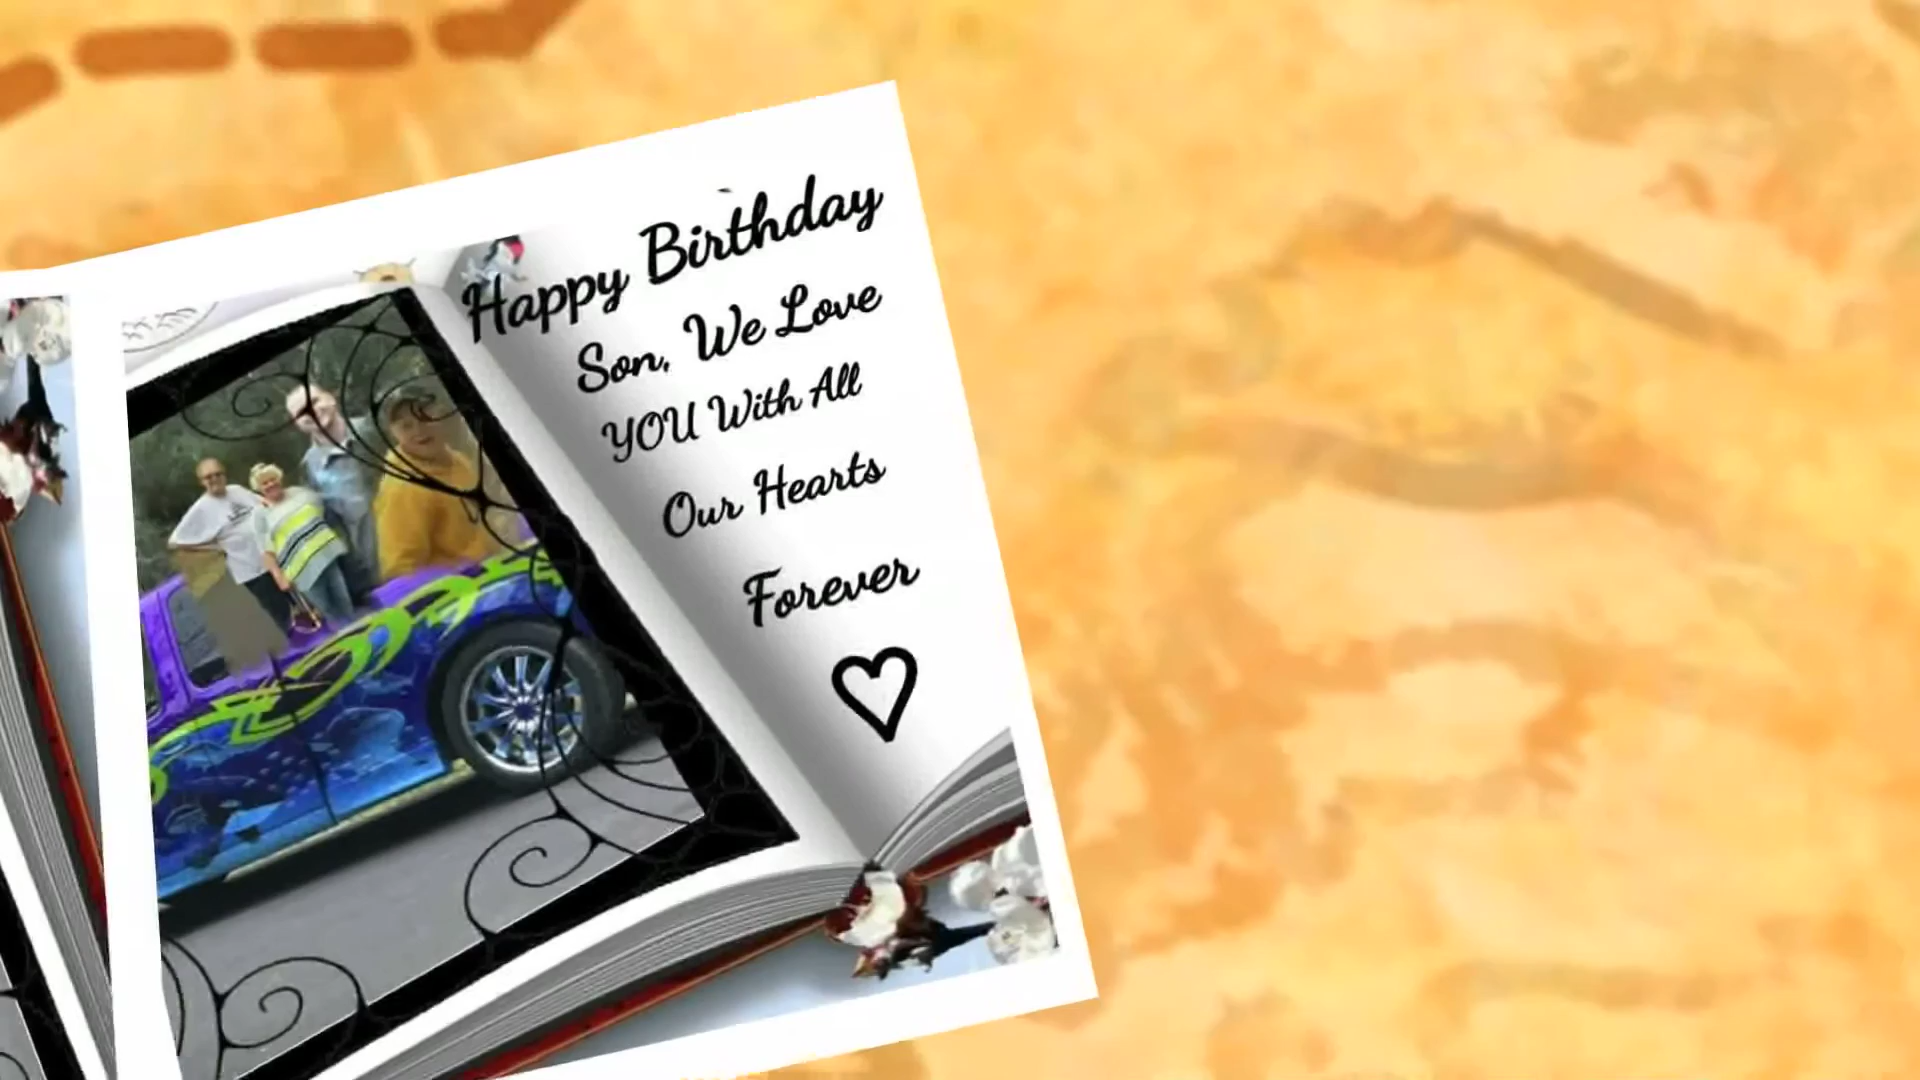 Happy Birthday
Son, We Love
YOU With All
Our Hearts
Forever